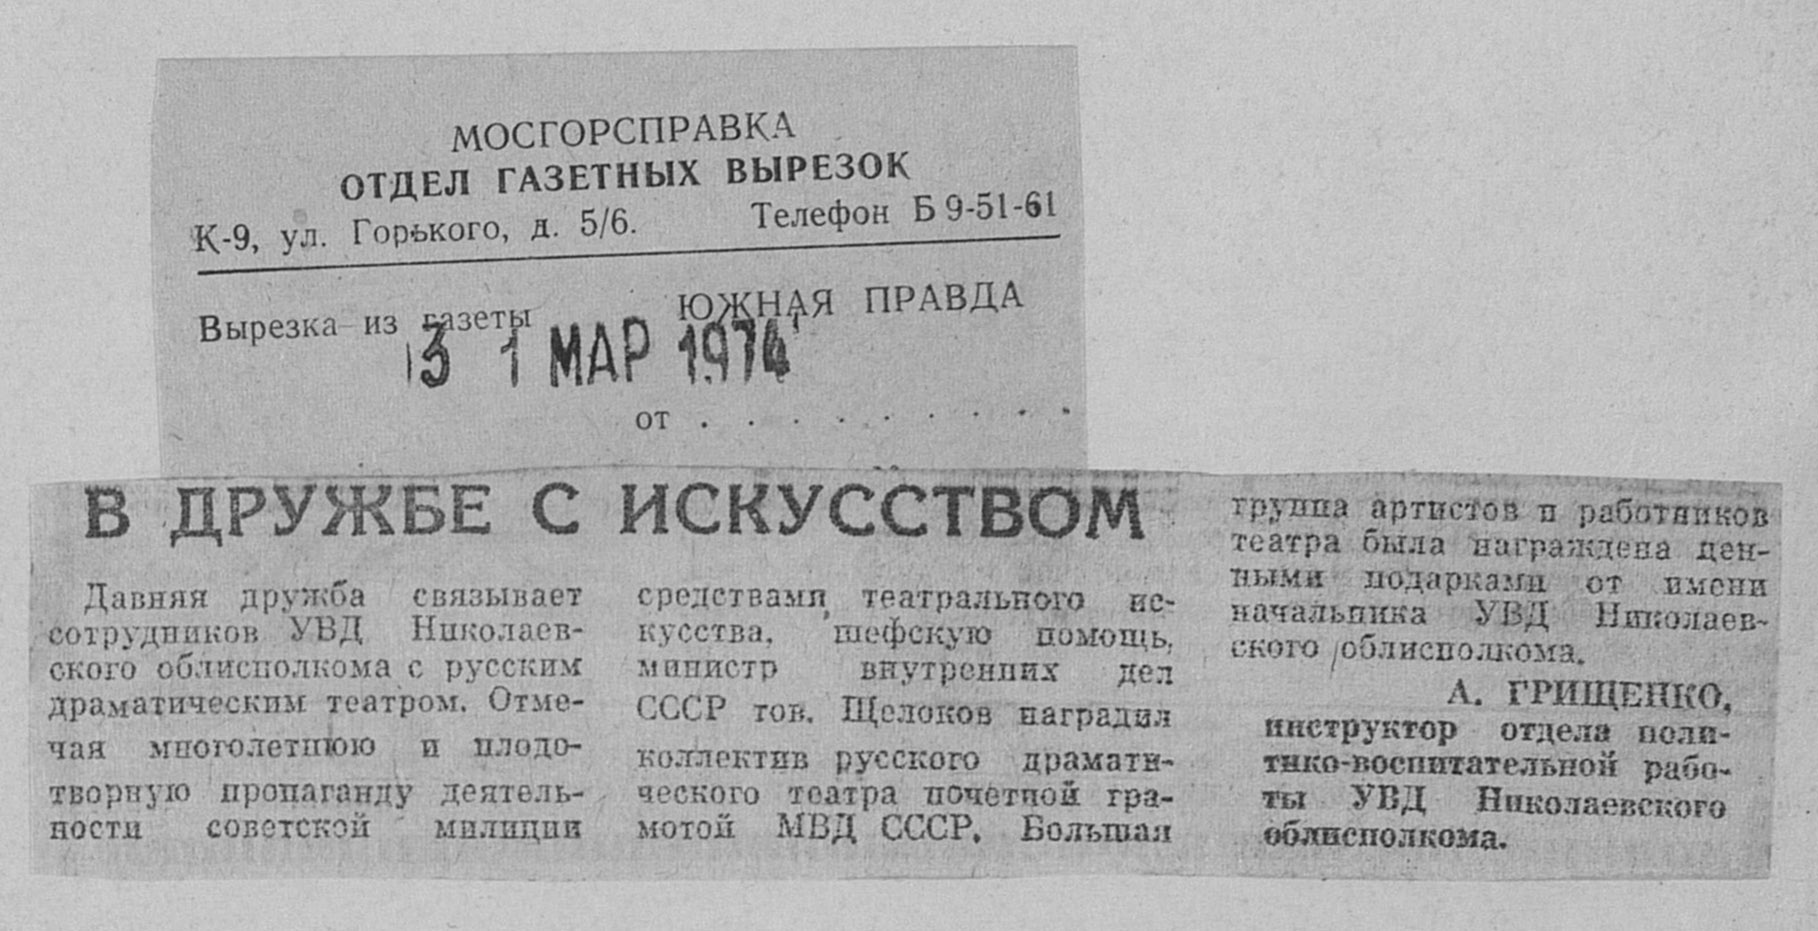 МОСГОРСПРАВКА
ОТДЕЛ ГАЗЕТНЫХ ВЫРЕЗОК
К-9, ул. Горького, д. 5/6. Телефон Б 9-51-61
Вырезка из газеты ЮЖНАЯ ПРАВДА
3 1 МАР 1974
от . . . . . . . . .
В ДРУЖБЕ С ИСКУССТВОМ
Давняя дружба связывает
сотрудников УВД Николаев-
ского облисполкома с русским
драматическим театром. Отме-
чая многолетнюю и плодо-
творную пропаганду деятель-
ности советской милиции
средствами театрального ис-
кусства, шефскую помощь,
министр внутренних дел
СССР тов. Щелоков наградил
коллектив русского драмати-
ческого театра почетной гра-
мотой МВД СССР. Большая
группа артистов и работников
театра была награждена цен-
ными подарками от имени
начальника УВД Николаев-
ского облисполкома.
А. ГРИЩЕНКО,
инструктор отдела поли-
тико-воспитательной рабо-
ты УВД Николаевского
облисполкома.